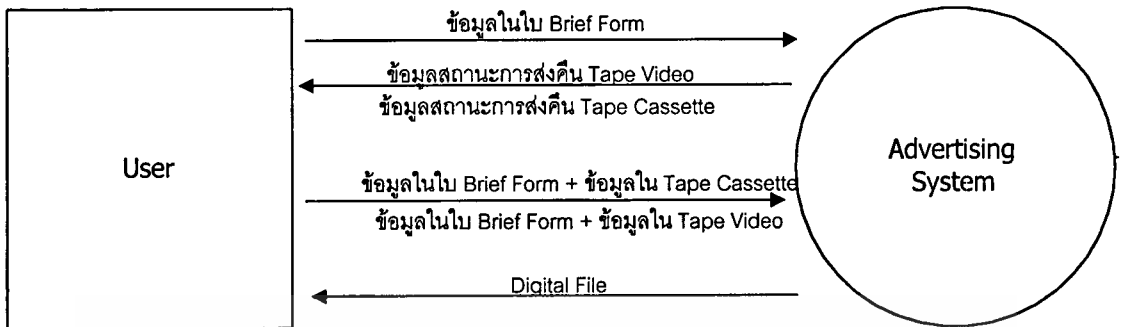 ข้อมูลในใบ Brief Form
ข้อมูลสถานะการส่งคืน Tape Video
ข้อมูลสถานะการส่งคืน Tape Cassette
User
Advertising
System
ข้อมูลในใบ Brief Form + ข้อมูลใน Tape Cassette
ข้อมูลในใบ Brief Form + ข้อมูลใน Tape Video
Digital File